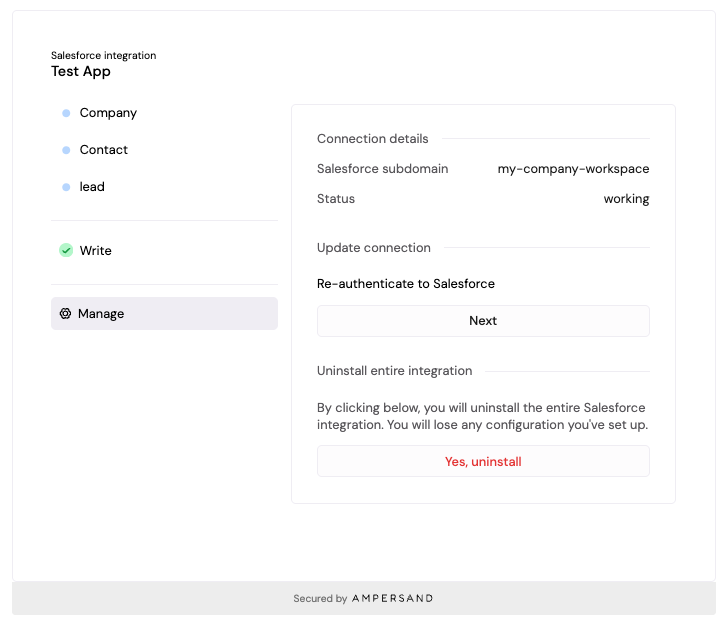 Salesforce integration
Test App
Company
Contact
lead
Write
Manage
Connection details
Salesforce subdomain my-company-workspace
Status working
Update connection
Re-authenticate to Salesforce
Next
Uninstall entire integration
By clicking below, you will uninstall the entire Salesforce
integration. You will lose any configuration you've set up.
Yes, uninstall
Secured by AMPERSAND